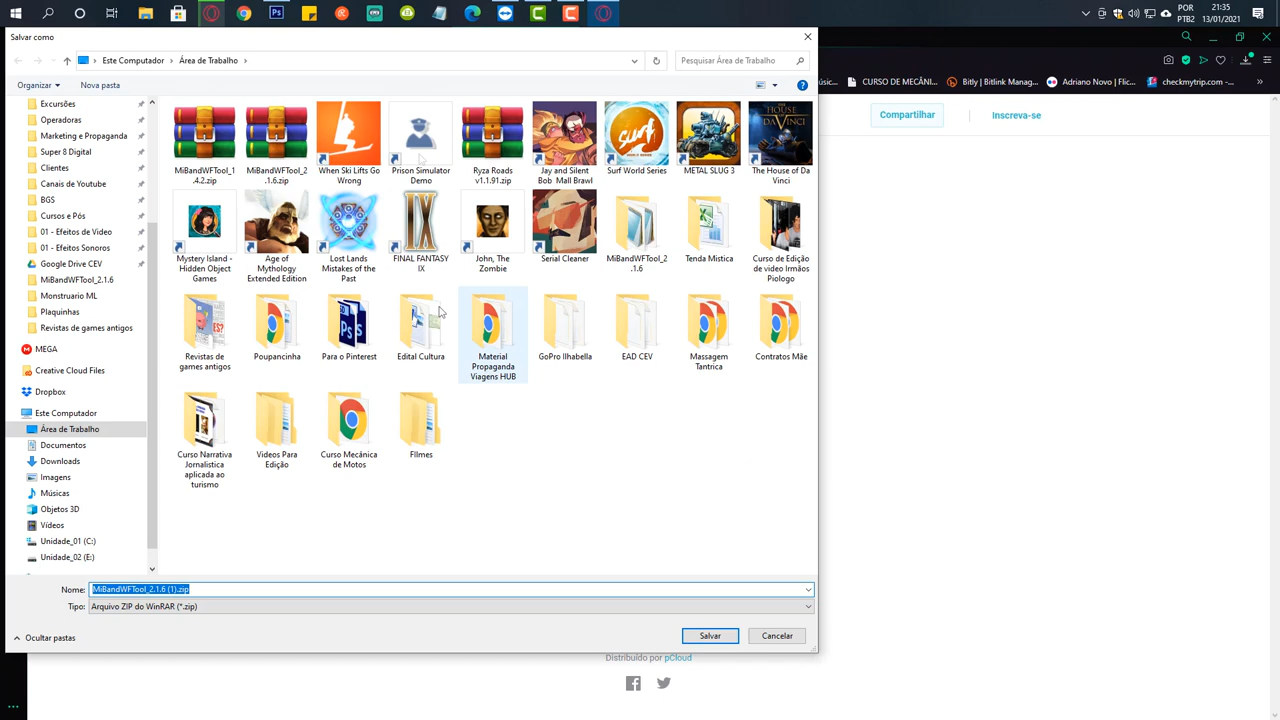 POR
PTB2
21:35
13/01/2021
Salvar como
Este Computador
Área de Trabalho
Pesquisar Área de Trabalho
Organizar
Nova pasta
úsic...
CURSO DE MECÂNI...
Bitly | Bitlink Manag...
Adriano Novo | Flic...
checkmytrip.com -...
Compartilhar
Inscreva-se
Excursões
Operadoras
Marketing e Propaganda
Super 8 Digital
Clientes
Canais de Youtube
BGS
Cursos e Pós
01 - Efeitos de Video
01 - Efeitos Sonoros
Google Drive CEV
MiBandWFTool_2.1.6
Monstruario ML
Plaquinhas
Revistas de games antigos
MEGA
Creative Cloud Files
Dropbox
Este Computador
Área de Trabalho
Documentos
Downloads
Imagens
Músicas
Objetos 3D
Vídeos
Unidade_01 (C:)
Unidade_02 (E:)
MiBandWFTool_1.4.2.zip
MiBandWFTool_2.1.6.zip
When Ski Lifts Go Wrong
Prison Simulator Demo
Ryza Roads v1.1.91.zip
Jay and Silent Bob Mall Brawl
Surf World Series
METAL SLUG 3
The House of Da Vinci
Mystery Island - Hidden Object Games
Age of Mythology Extended Edition
Lost Lands Mistakes of the Past
FINAL FANTASY IX
John, The Zombie
Serial Cleaner
MiBandWFTool_2.1.6
Tenda Mistica
Curso de Edição de video Irmãos Piologo
Revistas de games antigos
Poupancinha
Para o Pinterest
Edital Cultura
Material Propaganda Viagens HUB
GoPro Ilhabella
EAD CEV
Massagem Tantrica
Contratos Mãe
Curso Narrativa Jornalistica aplicada ao turismo
Videos Para Edição
Curso Mecânica de Motos
FIlmes
Nome:
MiBandWFTool_2.1.6 (1).zip
Tipo:
Arquivo ZIP do WinRAR (*.zip)
Ocultar pastas
Salvar
Cancelar
Distribuído por pCloud